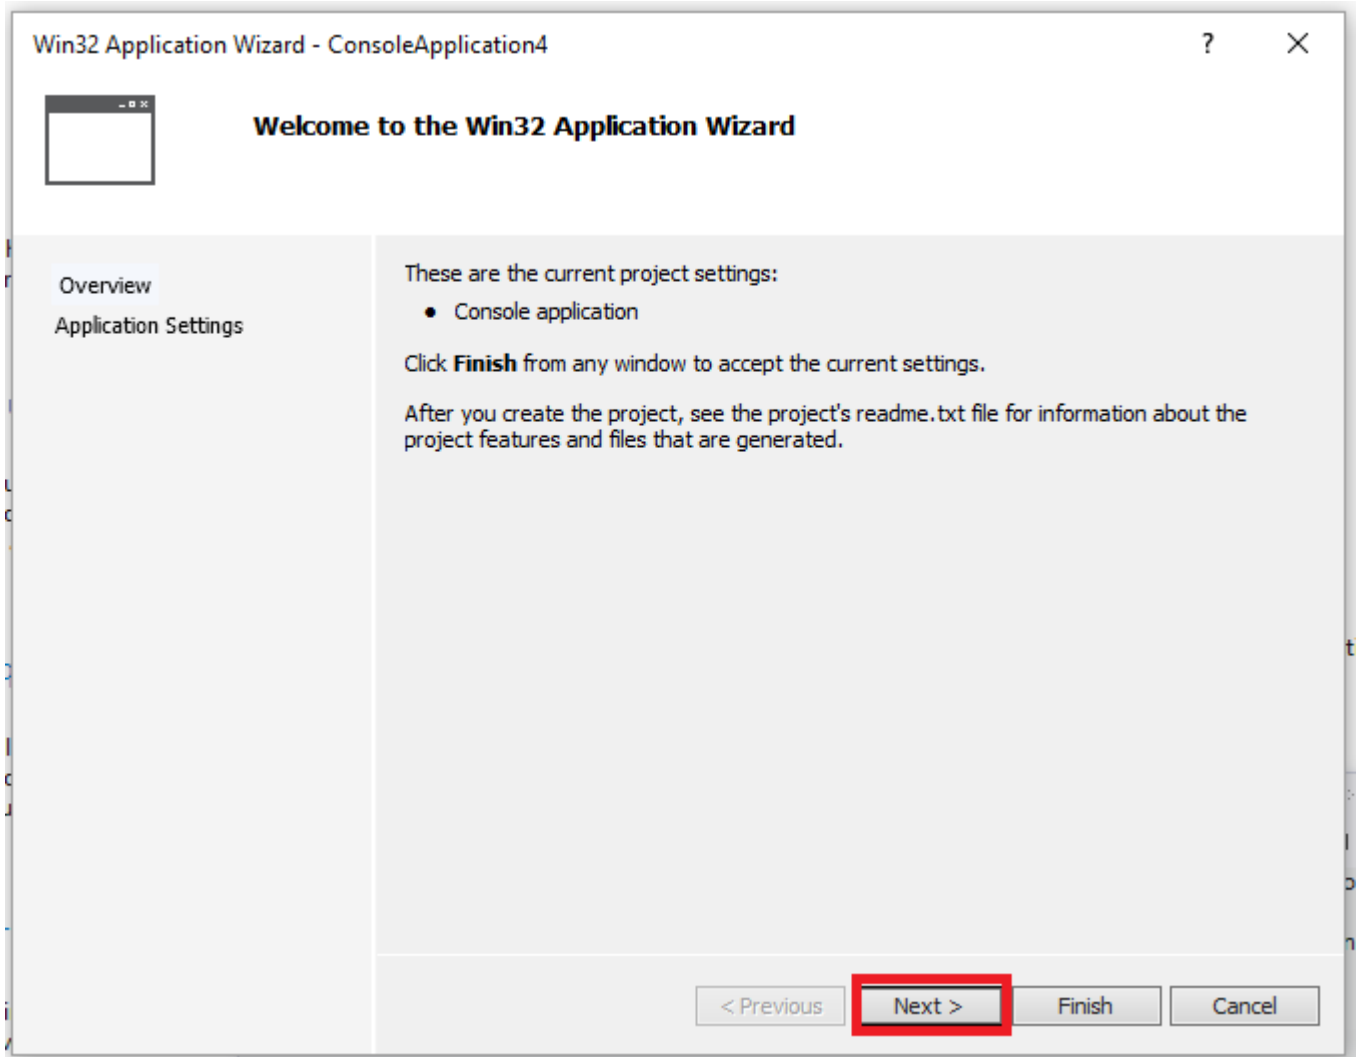 Win32 Application Wizard - ConsoleApplication4
Welcome to the Win32 Application Wizard
Overview
Application Settings
These are the current project settings:
• Console application
Click Finish from any window to accept the current settings.
After you create the project, see the project's readme.txt file for information about the
project features and files that are generated.
< Previous
Next >
Finish
Cancel